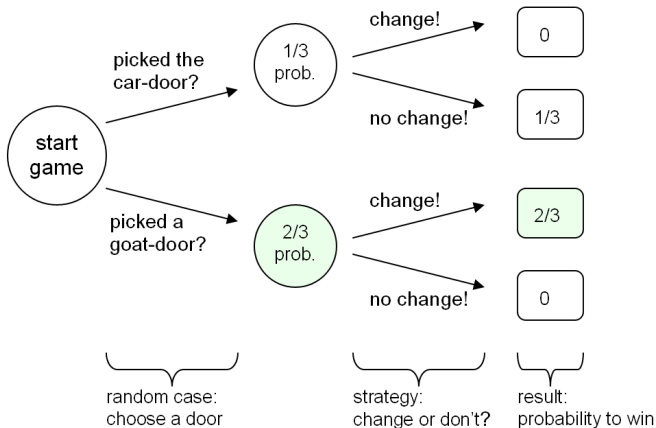 start
game
picked the
car-door?
1/3
prob.
change!
0
no change!
1/3
picked a
goat-door?
2/3
prob.
change!
2/3
no change!
0
random case:
choose a door
strategy:
change or don't?
result:
probability to win